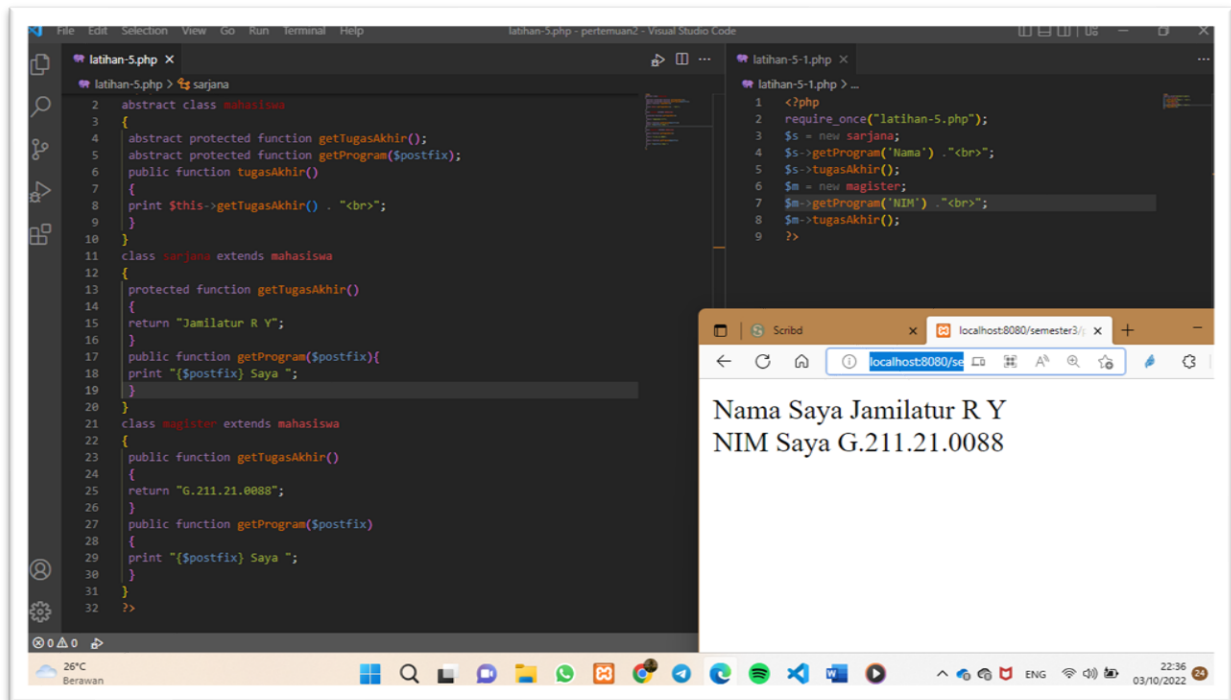 File Edit Selection View Go Run Terminal Help
latihan-5.php - pertemuan2 - Visual Studio Code
latihan-5.php
latihan-5.php > sarjana
2 abstract class mahasiswa
3 {
4 abstract protected function getTugasAkhir();
5 abstract protected function getProgram($postfix);
6 public function tugasAkhir()
7 {
8 print $this->getTugasAkhir() . "<br>";
9 }
10 }
11 class sarjana extends mahasiswa
12 {
13 protected function getTugasAkhir()
14 {
15 return "Jamilatur R Y";
16 }
17 public function getProgram($postfix){
18 print "{$postfix} Saya ";
19 }
20 }
21 class magister extends mahasiswa
22 {
23 public function getTugasAkhir()
24 {
25 return "G.211.21.0088";
26 }
27 public function getProgram($postfix)
28 {
29 print "{$postfix} Saya ";
30 }
31 }
32 ?>
0 0
latihan-5-1.php
latihan-5-1.php > ...
1 <?php
2 require_once("latihan-5.php");
3 $s = new sarjana;
4 $s->getProgram('Nama') ."<br>";
5 $s->tugasAkhir();
6 $m = new magister;
7 $m->getProgram('NIM') ."<br>";
8 $m->tugasAkhir();
9 ?>
Scribd
localhost:8080/semester3/
localhost:8080/se
Nama Saya Jamilatur R Y
NIM Saya G.211.21.0088
26°C
Berawan
ENG
22:36
03/10/2022
24